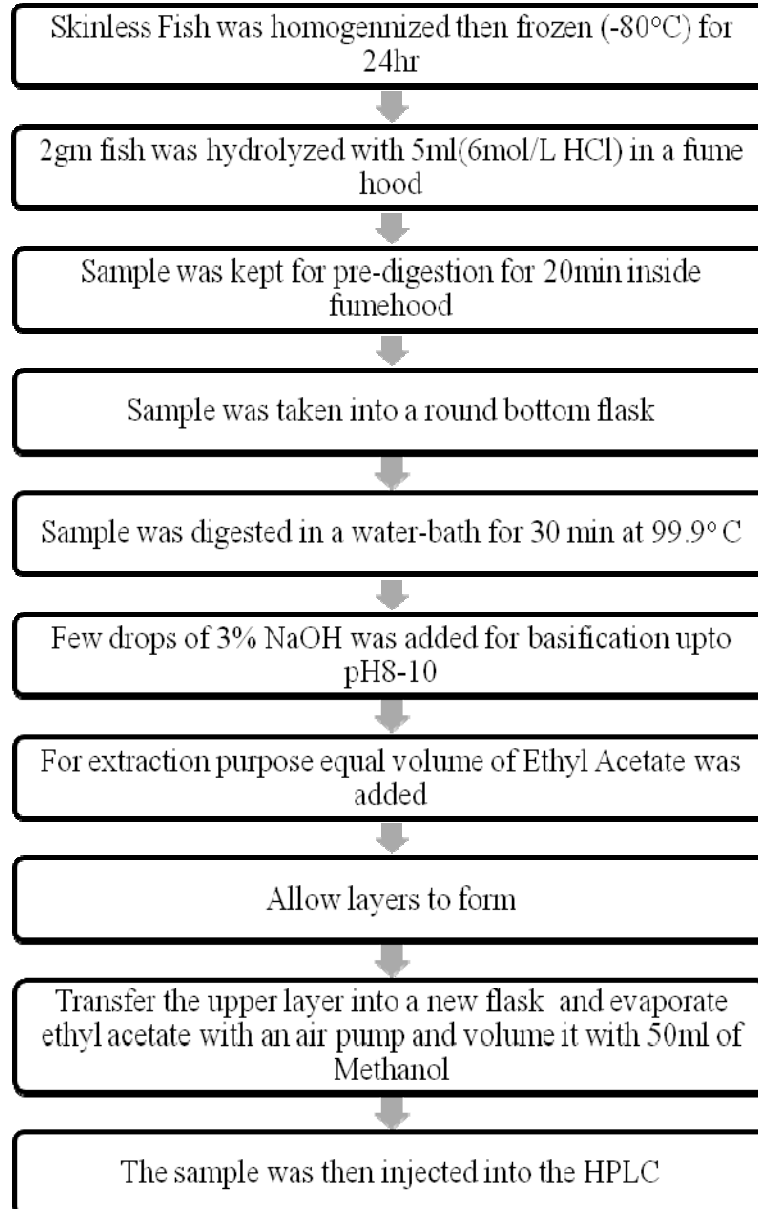 Skinless Fish was homogennized then frozen (-80°C) for
24hr
2gm fish was hydrolyzed with 5ml(6mol/L HCl) in a fume
hood
Sample was kept for pre-digestion for 20min inside
fumehood
Sample was taken into a round bottom flask
Sample was digested in a water-bath for 30 min at 99.9° C
Few drops of 3% NaOH was added for basification upto
pH8-10
For extraction purpose equal volume of Ethyl Acetate was
added
Allow layers to form
Transfer the upper layer into a new flask and evaporate
ethyl acetate with an air pump and volume it with 50ml of
Methanol
The sample was then injected into the HPLC